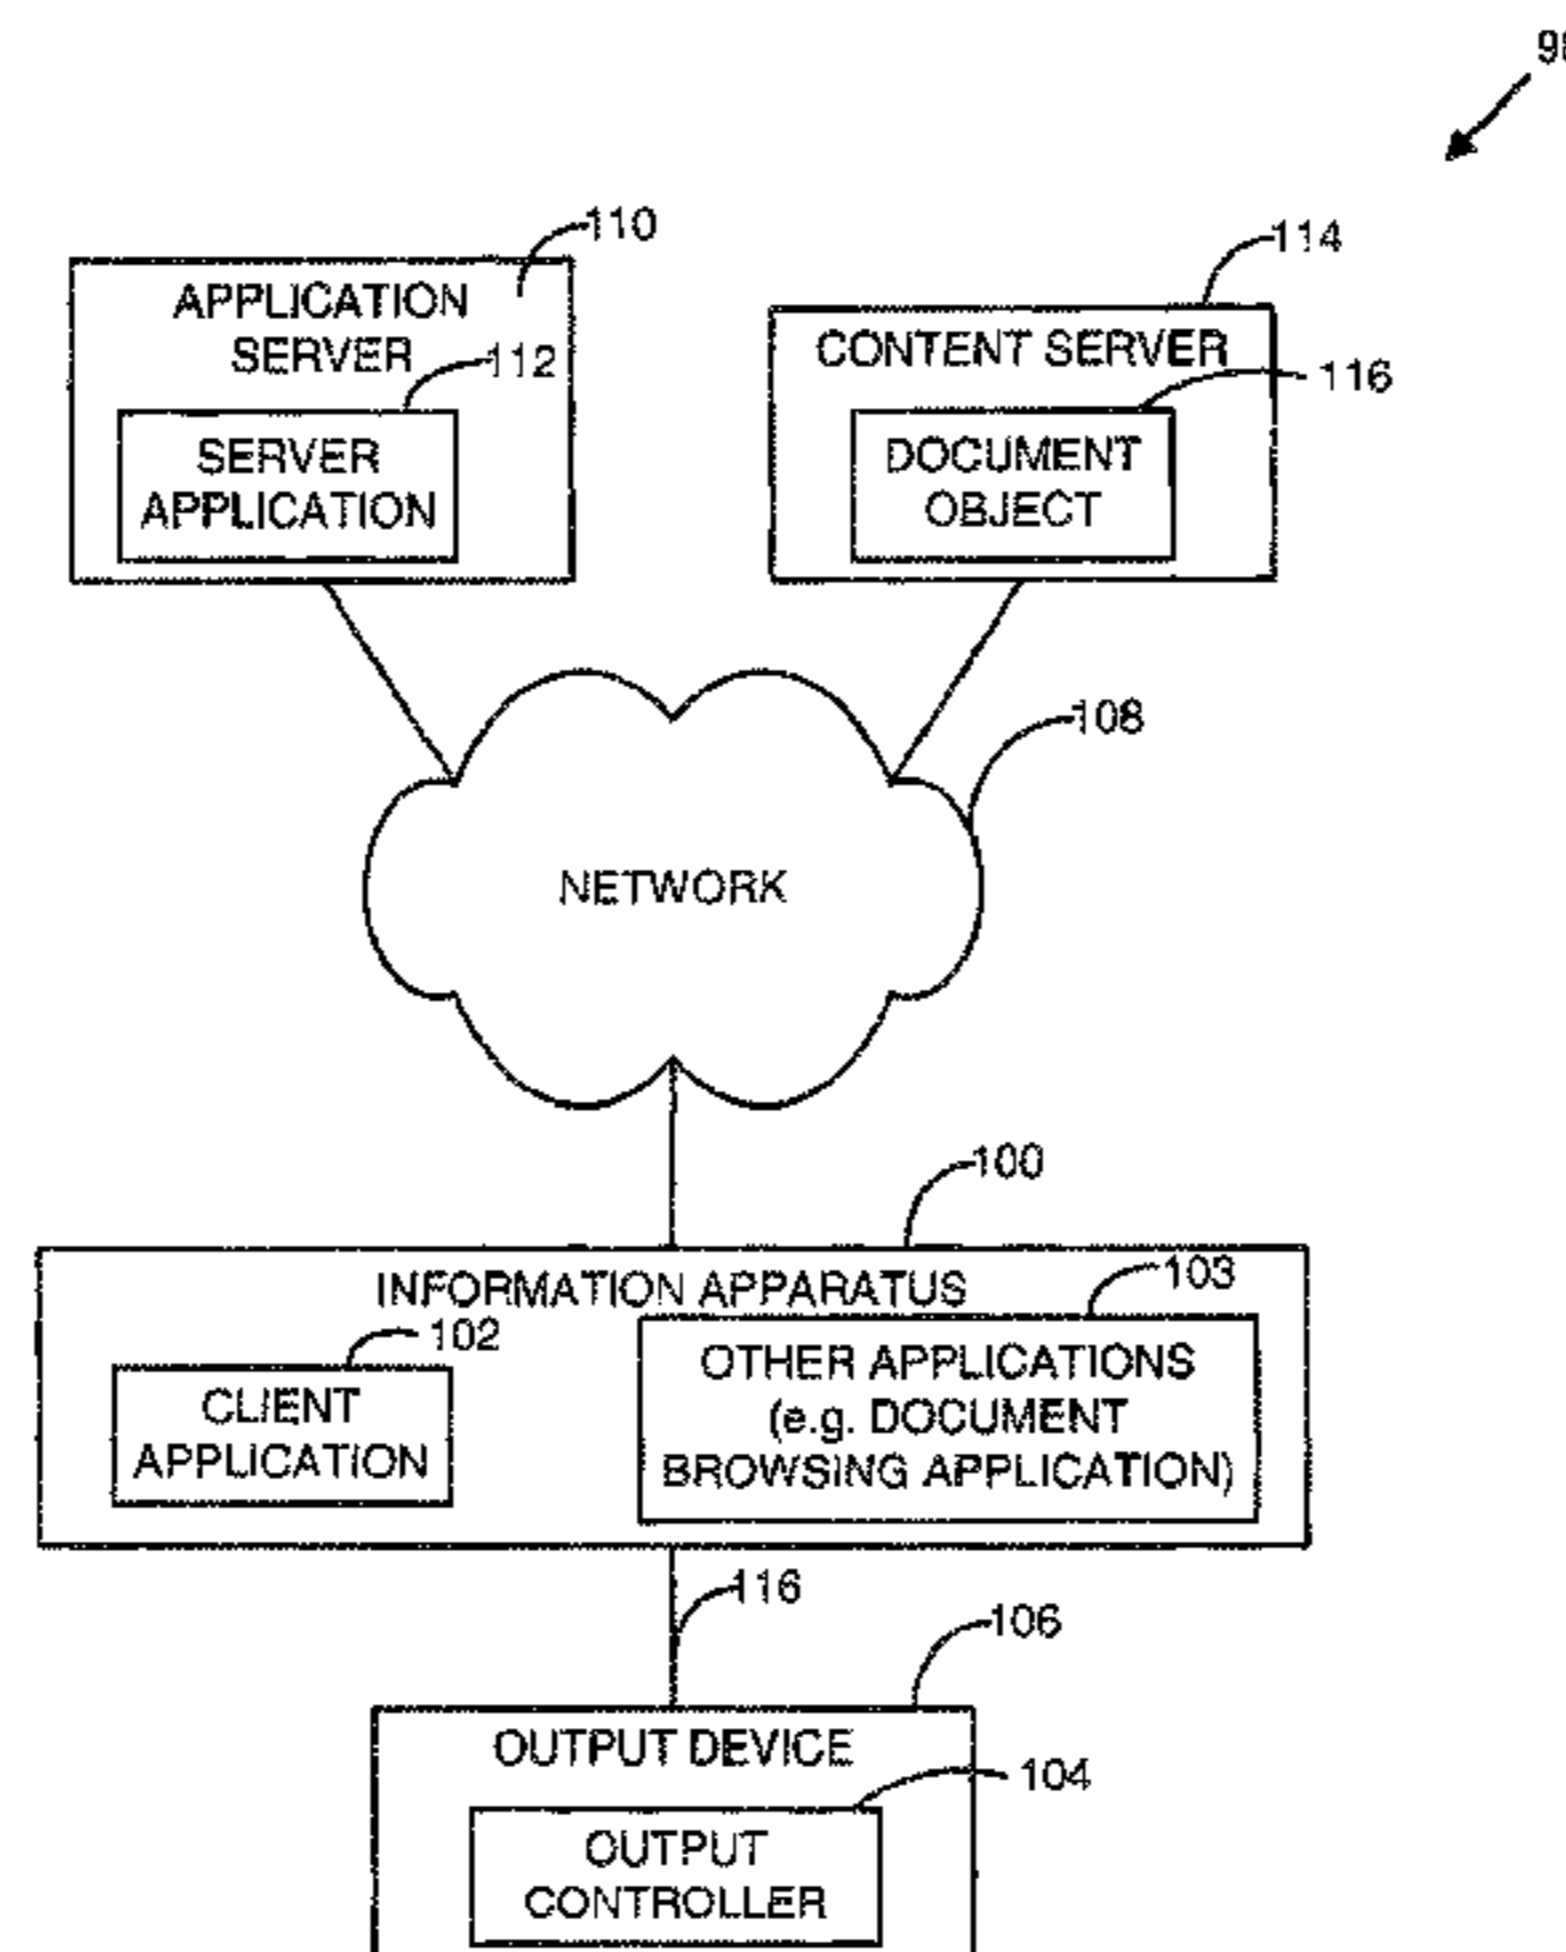 110
114
APPLICATION
SERVER
112
CONTENT SERVER
116
SERVER
APPLICATION
DOCUMENT
OBJECT
108
NETWORK
100
INFORMATION APPARATUS
103
102
OTHER APPLICATIONS
(e.g. DOCUMENT
BROWSING APPLICATION)
CLIENT
APPLICATION
116
106
OUTPUT DEVICE
104
OUTPUT
CONTROLLER